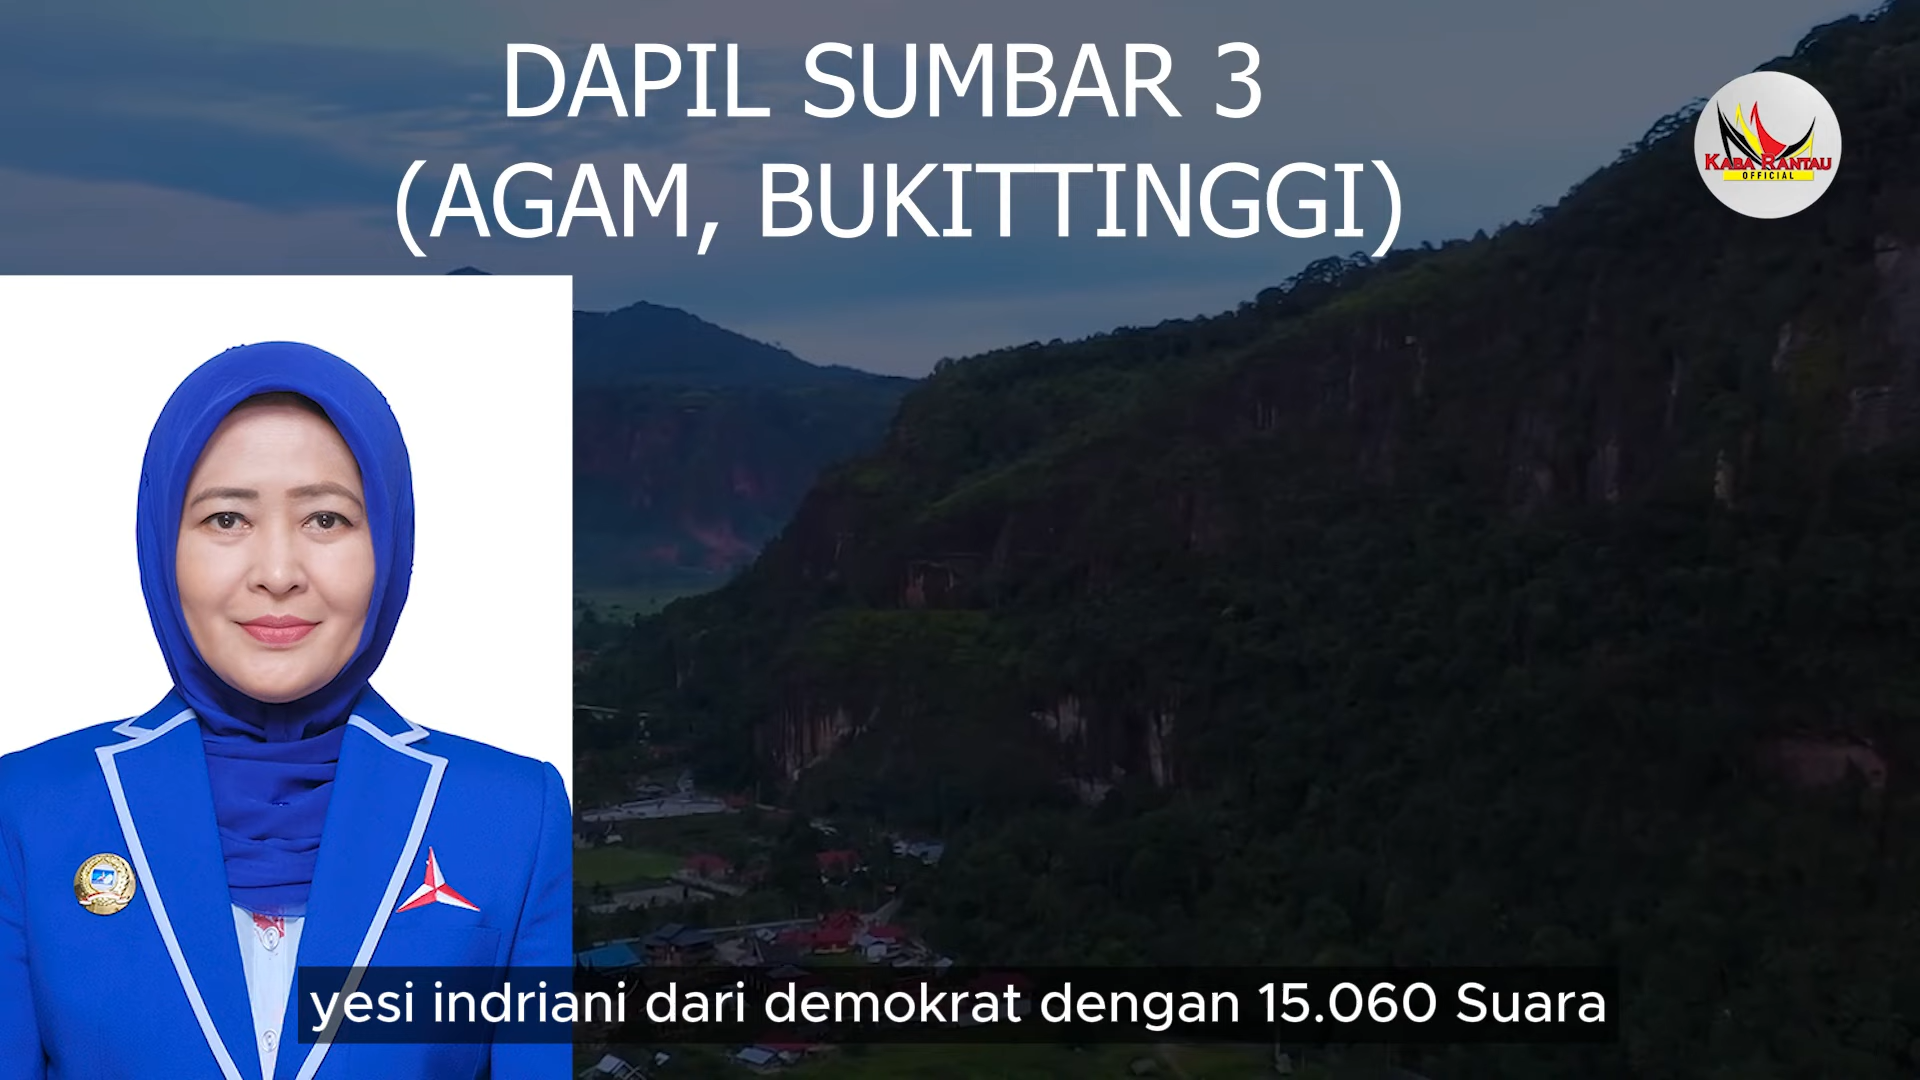 DAPIL SUMBAR 3
(AGAM, BUKITTINGGI)
KABA RANTAU
OFFICIAL
yesi indriani dari demokrat dengan 15.060 Suara